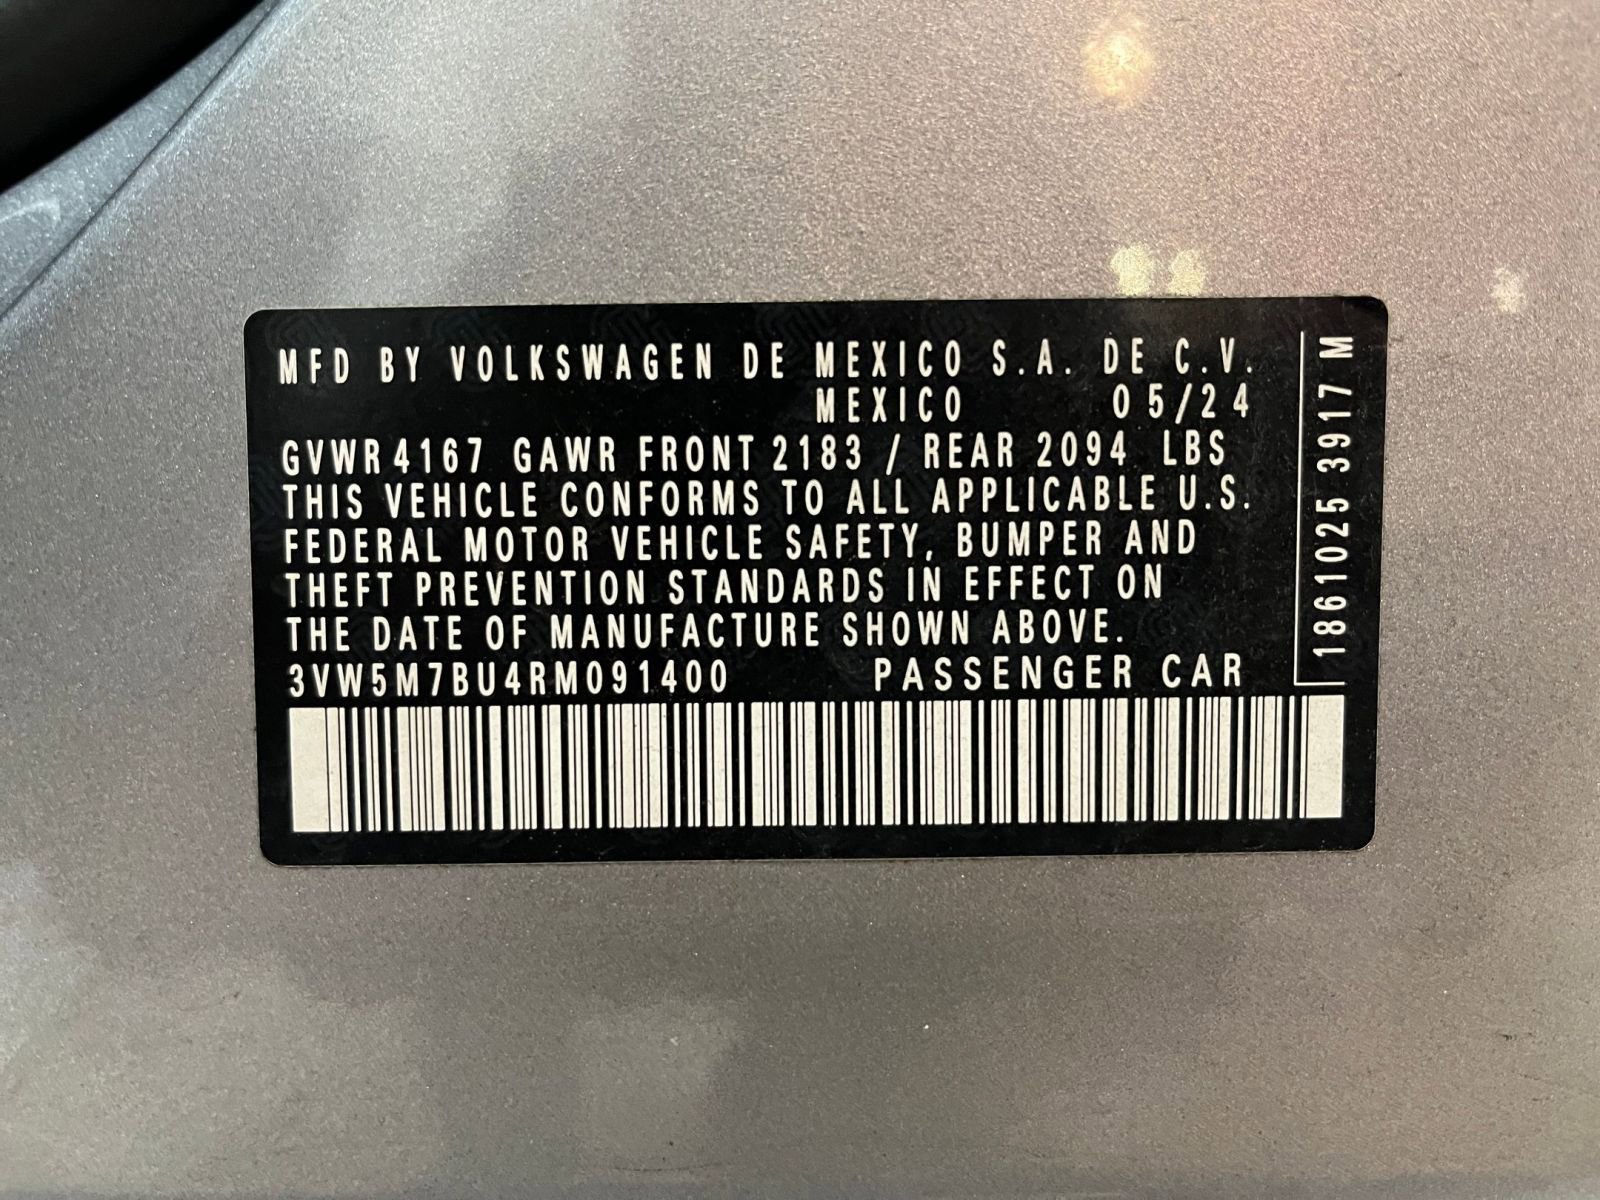 MFD BY VOLKSWAGEN DE MEXICO S.A. DE C.V.
MEXICO 05/24
GVWR 4167 GAWR FRONT 2183 / REAR 2094 LBS
THIS VEHICLE CONFORMS TO ALL APPLICABLE U.S.
FEDERAL MOTOR VEHICLE SAFETY, BUMPER AND
THEFT PREVENTION STANDARDS IN EFFECT ON
THE DATE OF MANUFACTURE SHOWN ABOVE.
3VW5M7BU4RM091400 PASSENGER CAR
1861025 3917 M